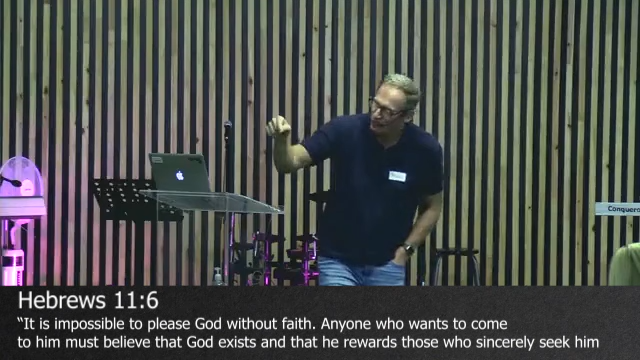 Conquero
Hebrews 11:6
“It is impossible to please God without faith. Anyone who wants to come
to him must believe that God exists and that he rewards those who sincerely seek him